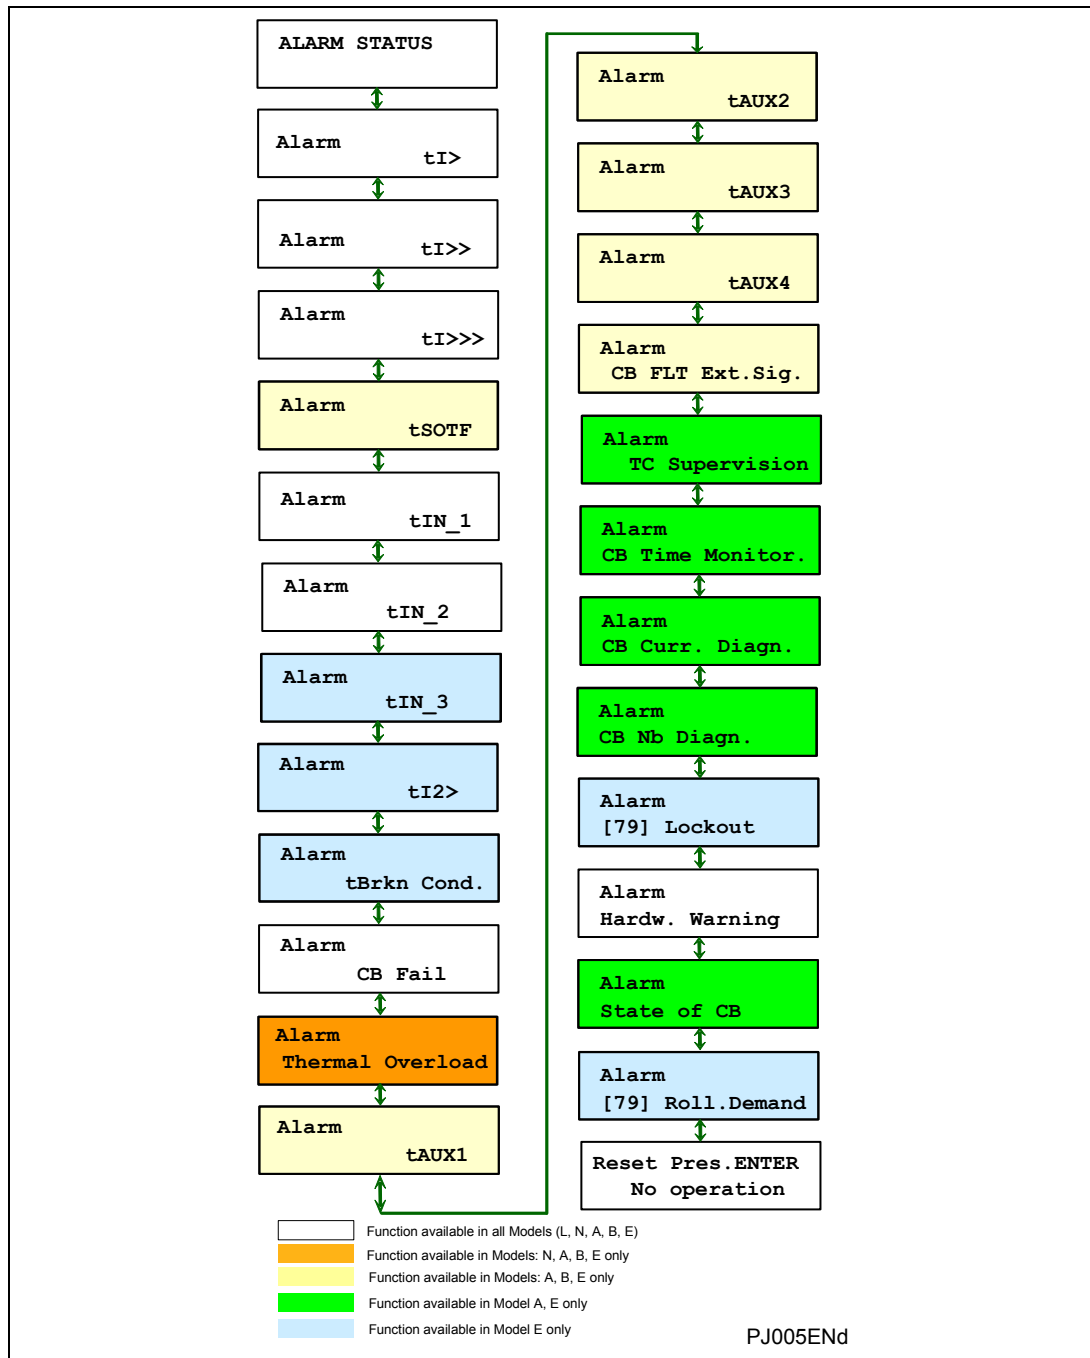 ALARM STATUS
Alarm
tI>
Alarm
tI>>
Alarm
tI>>>
Alarm
tSOTF
Alarm
tIN_1
Alarm
tIN_2
Alarm
tIN_3
Alarm
tI2>
Alarm
tBrkn Cond.
Alarm
CB Fail
Alarm
Thermal Overload
Alarm
tAUX1
Alarm
tAUX2
Alarm
tAUX3
Alarm
tAUX4
Alarm
CB FLT Ext.Sig.
Alarm
TC Supervision
Alarm
CB Time Monitor.
Alarm
CB Curr. Diagn.
Alarm
CB Nb Diagn.
Alarm
[79] Lockout
Alarm
Hardw. Warning
Alarm
State of CB
Alarm
[79] Roll.Demand
Reset Pres.ENTER
No operation
Function available in all Models (L, N, A, B, E)
Function available in Models: N, A, B, E only
Function available in Models: A, B, E only
Function available in Model A, E only
Function available in Model E only
PJ005ENd